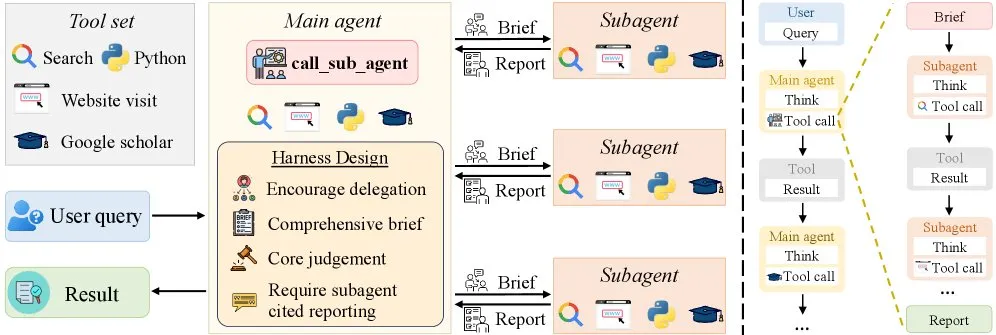 Tool set
Search
Python
Website visit
Google scholar
User query
Result
Main agent
call_sub_agent
Harness Design
Encourage delegation
Comprehensive brief
Core judgement
Require subagent
cited reporting
Brief
Report
Subagent
Brief
Report
Subagent
Brief
Report
Subagent
User
Query
Main agent
Think
Tool call
Tool
Result
Main agent
Think
Tool call
...
Brief
Subagent
Think
Tool call
Tool
Result
Subagent
Think
Tool call
...
Report